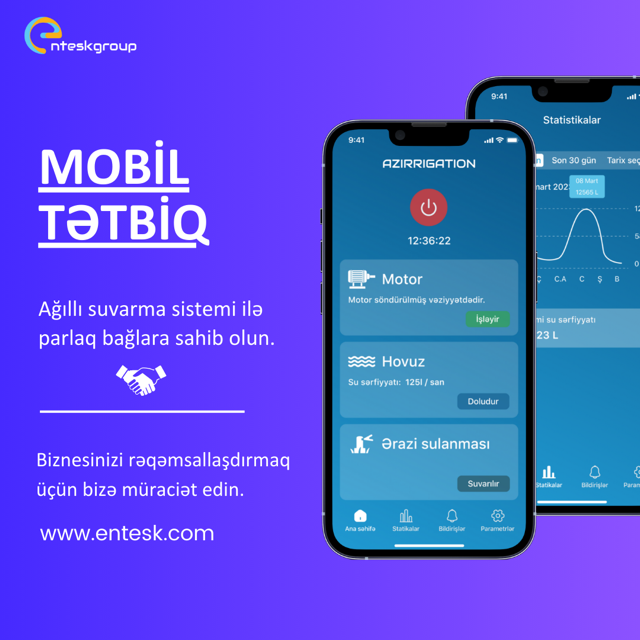 enteskgroup
MOBİL
TƏTBİQ
Ağıllı suvarma sistemi ilə
parlaq bağlara sahib olun.
Biznesinizi rəqəmsallaşdırmaq
üçün bizə müraciət edin.
www.entesk.com
9:41
AZIRRIGATION
12:36:22
Motor
Motor söndürülmüş vəziyyətdədir.
İşləyir
Hovuz
Su sərfiyyatı: 125l / san
Doludur
Ərazi sulanması
Suvarılır
Ana səhifə Statikalar Bildirişlər Parametrlər
9:41
Statistikalar
Son 30 gün Tarix seç
mart 202
08 Mart
12565 L
12
5
0
Ç C.A C Ş B
mi su sərfiyyatı
23 L
Statikalar Bildirişlər Param